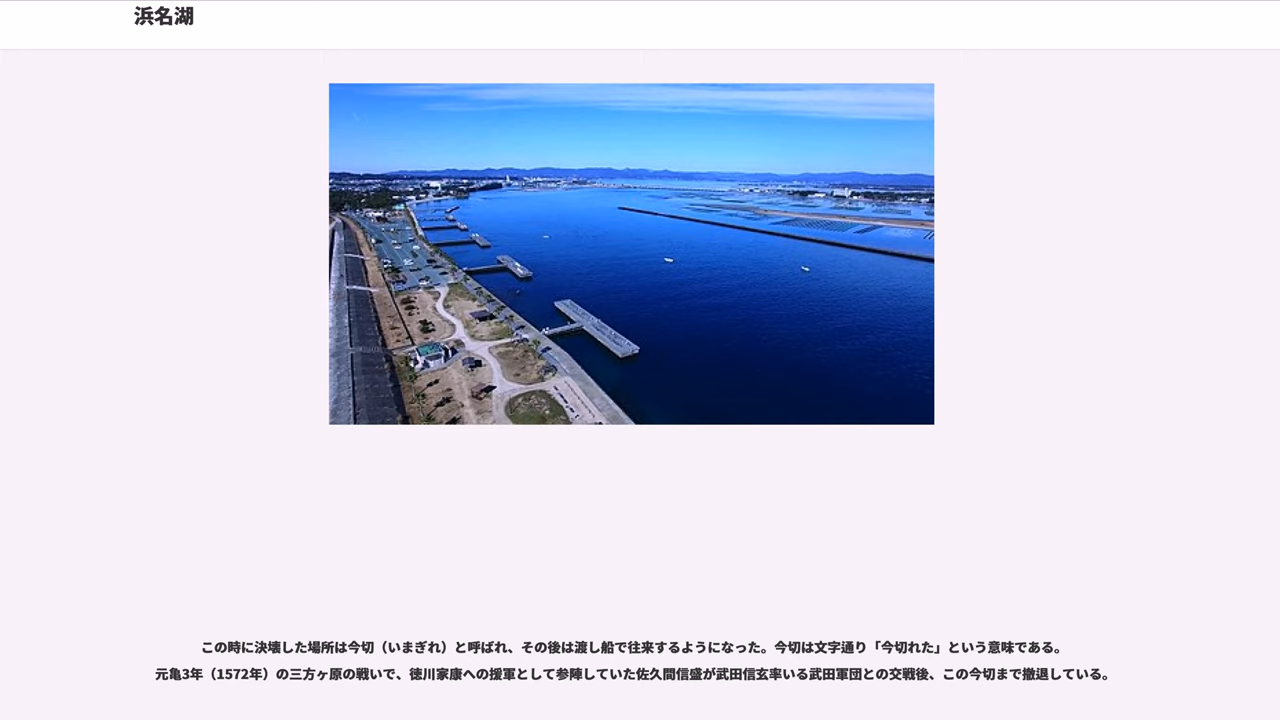 浜名湖
この時に決壊した場所は今切（いまぎれ）と呼ばれ、その後は渡し船で往来するようになった。今切は文字通り「今切れた」という意味である。
元亀3年（1572年）の三方ヶ原の戦いで、徳川家康への援軍として参陣していた佐久間信盛が武田信玄率いる武田軍団との交戦後、この今切まで撤退している。